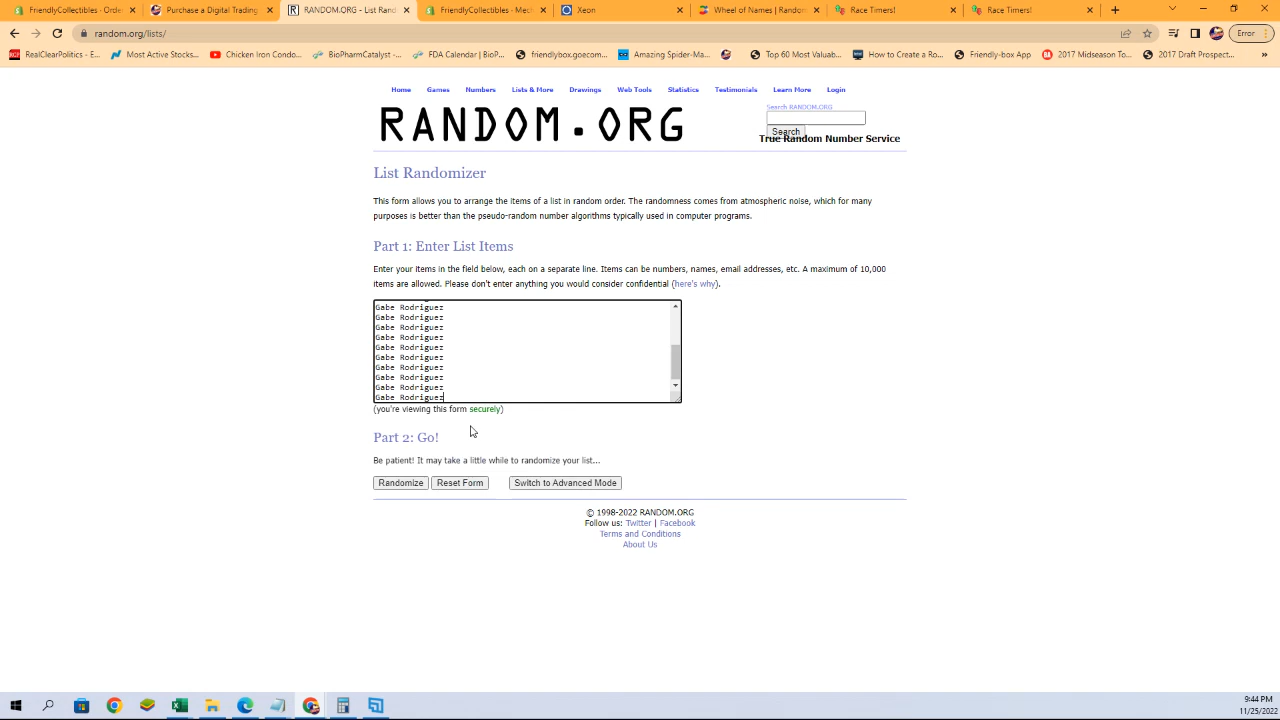 FriendlyCollectibles - Order
Purchase a Digital Trading
RANDOM.ORG - List Randomi
FriendlyCollectibles - Mech
Xeon
Wheel of Names | Random
Race Timers!
Race Timers!
random.org/lists/
Error
RealClearPolitics - E...
Most Active Stocks...
Chicken Iron Condo...
BioPharmCatalyst -...
FDA Calendar | BioP...
friendlybox.goecom...
Amazing Spider-Ma...
Top 60 Most Valuab...
How to Create a Ro...
Friendly-box App
2017 Midseason To...
2017 Draft Prospect...
Home Games Numbers Lists & More Drawings Web Tools Statistics Testimonials Learn More Login
Search RANDOM.ORG
RANDOM.ORG
Search
True Random Number Service
List Randomizer
This form allows you to arrange the items of a list in random order. The randomness comes from atmospheric noise, which for many
purposes is better than the pseudo-random number algorithms typically used in computer programs.
Part 1: Enter List Items
Enter your items in the field below, each on a separate line. Items can be numbers, names, email addresses, etc. A maximum of 10,000
items are allowed. Please don't enter anything you would consider confidential (here's why).
Gabe Rodriguez
Gabe Rodriguez
Gabe Rodriguez
Gabe Rodriguez
Gabe Rodriguez
Gabe Rodriguez
Gabe Rodriguez
Gabe Rodriguez
Gabe Rodriguez
Gabe Rodriguez
(you're viewing this form securely)
Part 2: Go!
Be patient! It may take a little while to randomize your list...
Randomize Reset Form Switch to Advanced Mode
© 1998-2022 RANDOM.ORG
Follow us: Twitter | Facebook
Terms and Conditions
About Us
9:44 PM
11/25/2022